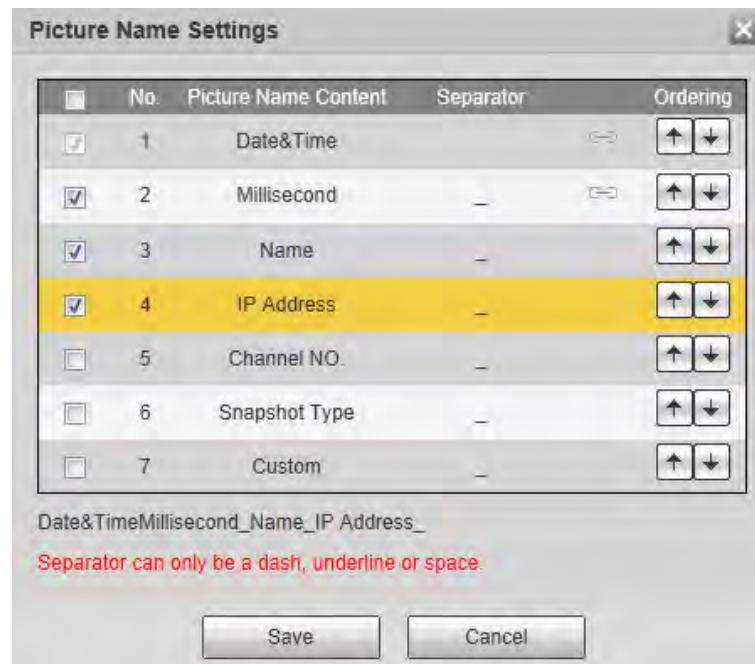 Picture Name Settings
No. Picture Name Content Separator Ordering
1 Date&Time
2 Millisecond _
3 Name _
4 IP Address _
5 Channel NO. _
6 Snapshot Type _
7 Custom _
Date&TimeMillisecond_Name_IP Address_
Separator can only be a dash, underline or space.
Save Cancel